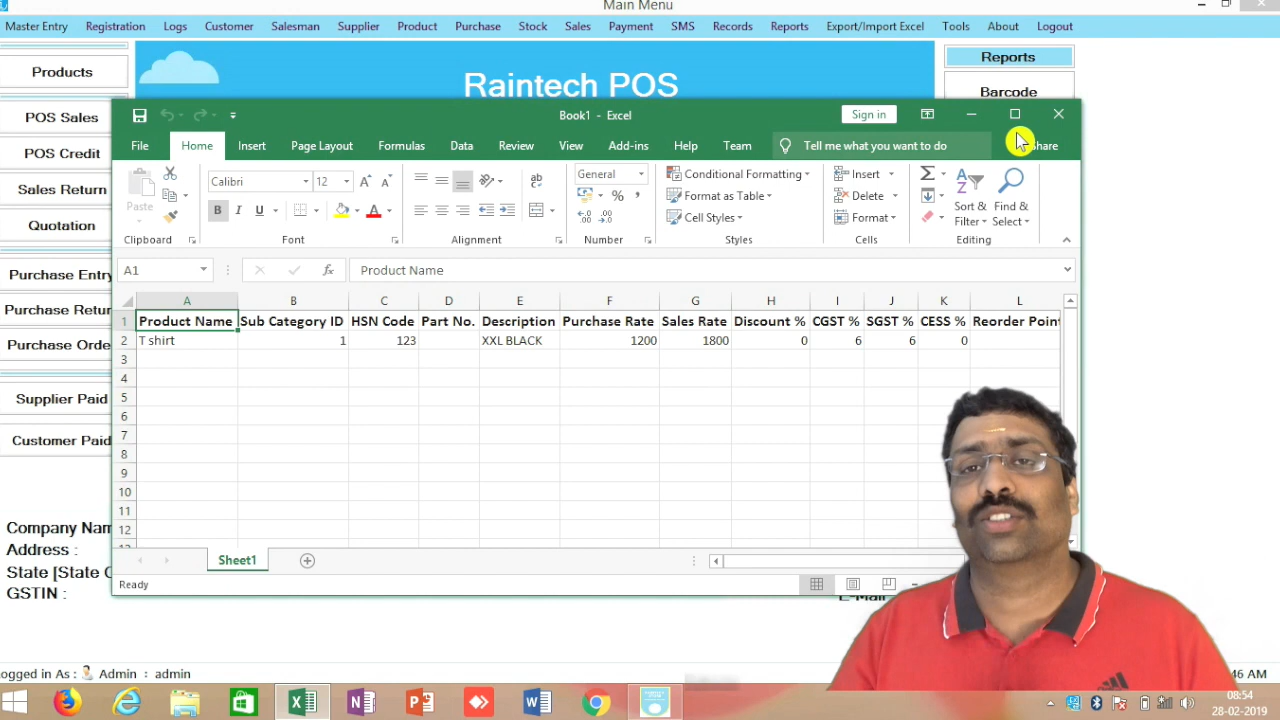 Main Menu
Master Entry Registration Logs Customer Salesman Supplier Product Purchase Stock Sales Payment SMS Records Reports Export/Import Excel Tools About Logout
Products
POS Sales
POS Credit
Sales Return
Quotation
Purchase Entry
Purchase Retur
Purchase Orde
Supplier Paid
Customer Paid
Raintech POS
Reports
Barcode
Book1 - Excel
Sign in
File Home Insert Page Layout Formulas Data Review View Add-ins Help Power Team Tell me what you want to do hare
Paste
Calibri 12
B I U
ab
General
% ,
Conditional Formatting
Format as Table
Cell Styles
Insert
Delete
Format
Sort & Filter
Find & Select
Clipboard Font Alignment Number Styles Cells Editing
A1 fx Product Name
A B C D E F G H I J K L
1 Product Name Sub Category ID HSN Code Part No. Description Purchase Rate Sales Rate Discount % CGST % SGST % CESS % Reorder Poin
2 T shirt 1 123 XXL BLACK 1200 1800 0 6 6 0
3
4
5
6
7
8
9
10
11
12
Sheet1
Ready
Company Nam
Address :
State [State C
GSTIN :
E-Mail
ogged in As : Admin : admin
46 AM
08:54
28-02-2019